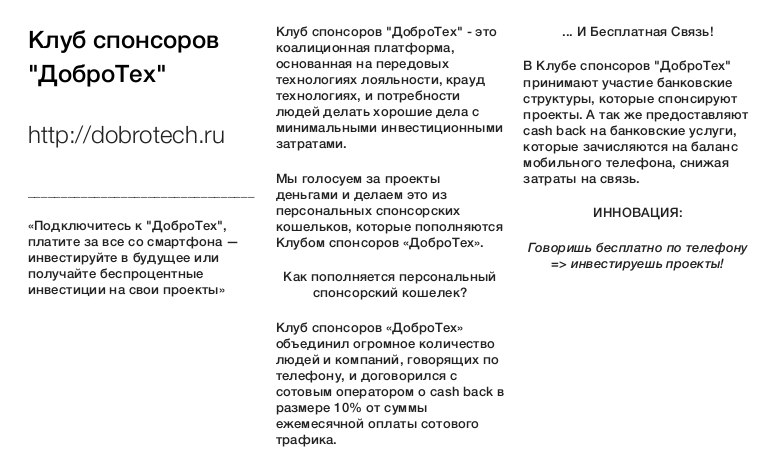 Клуб спонсоров
"ДоброТех"
http://dobrotech.ru
«Подключитесь к "ДоброТех",
платите за все со смартфона —
инвестируйте в будущее или
получайте беспроцентные
инвестиции на свои проекты»
Клуб спонсоров "ДоброТех" - это
коалиционная платформа,
основанная на передовых
технологиях лояльности, крауд
технологиях, и потребности
людей делать хорошие дела с
минимальными инвестиционными
затратами.
Мы голосуем за проекты
деньгами и делаем это из
персональных спонсорских
кошельков, которые пополняются
Клубом спонсоров «ДоброТех».
Как пополняется персональный
спонсорский кошелек?
Клуб спонсоров «ДоброТех»
объединил огромное количество
людей и компаний, говорящих по
телефону, и договорился с
сотовым оператором о cash back в
размере 10% от суммы
ежемесячной оплаты сотового
трафика.
... И Бесплатная Связь!
В Клубе спонсоров "ДоброТех"
принимают участие банковские
структуры, которые спонсируют
проекты. А так же предоставляют
cash back на банковские услуги,
которые зачисляются на баланс
мобильного телефона, снижая
затраты на связь.
ИННОВАЦИЯ:
Говоришь бесплатно по телефону
=> инвестируешь проекты!